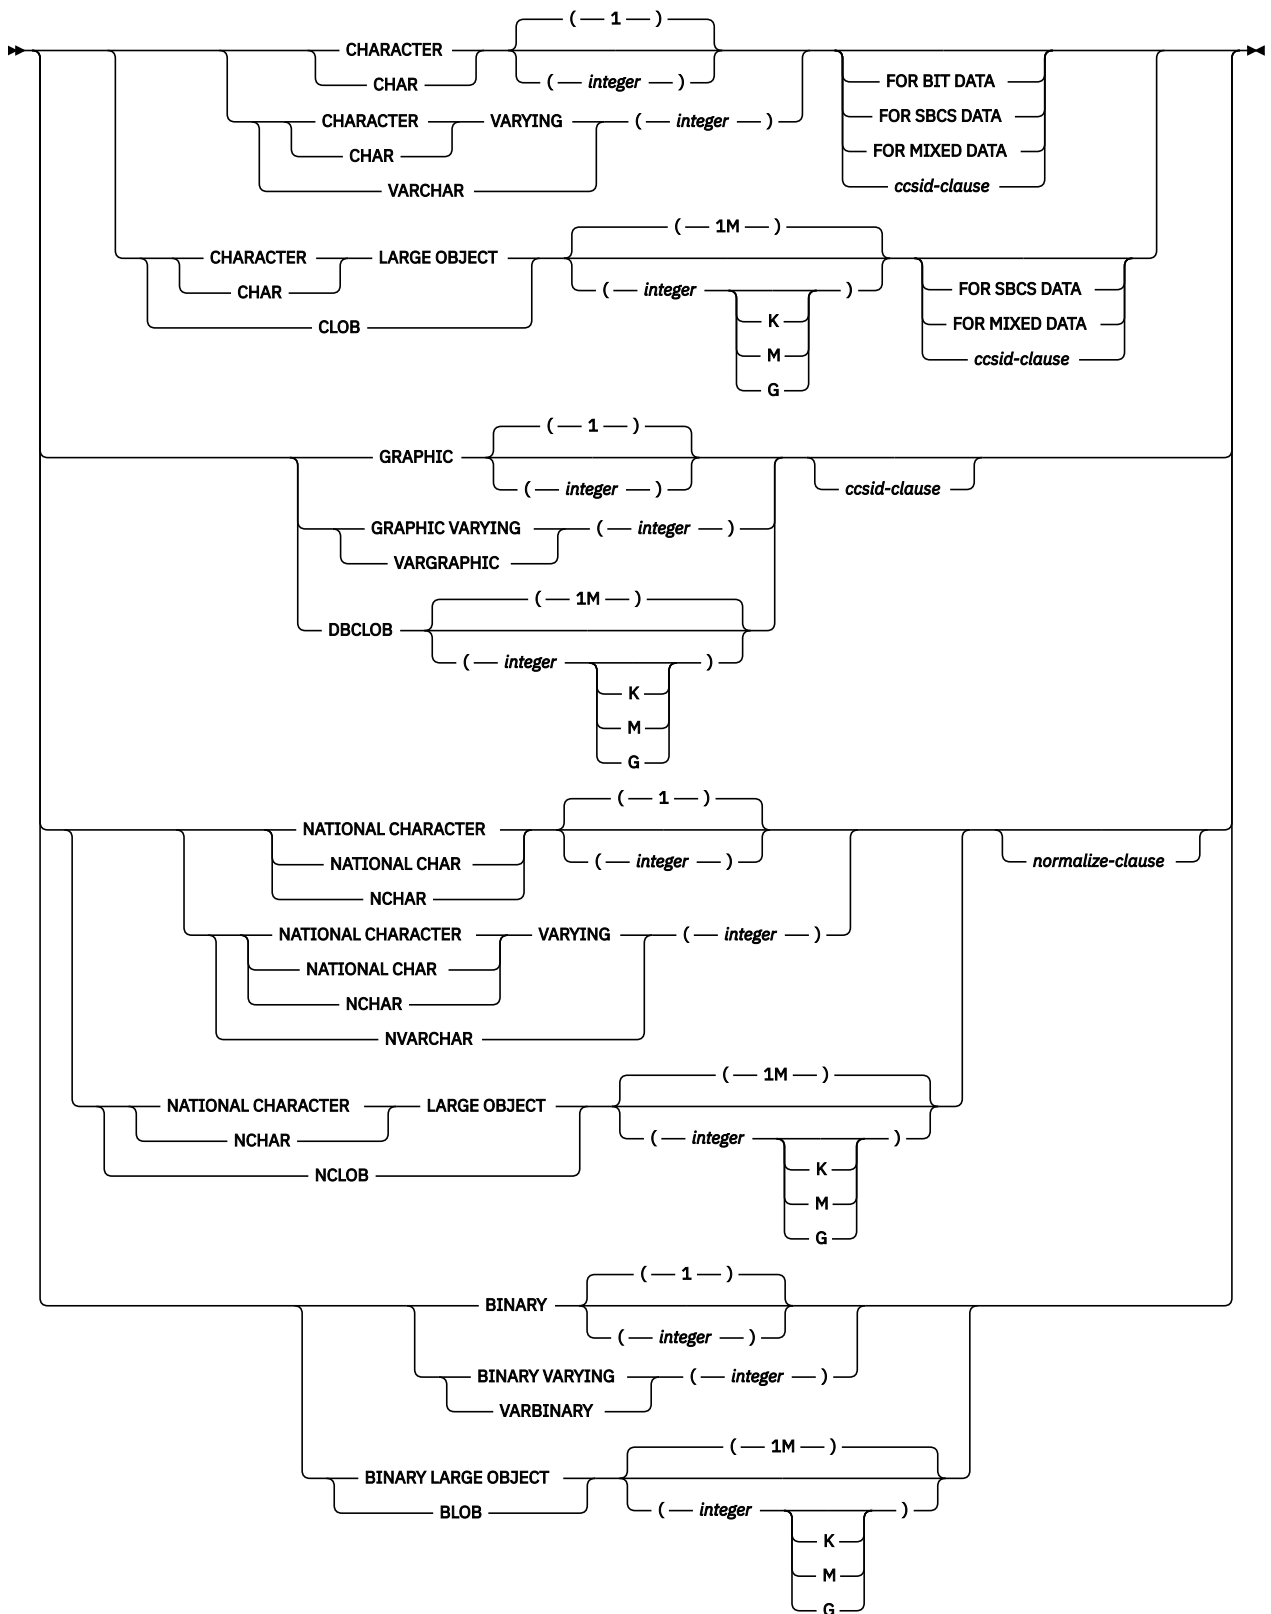 ( 1 )
CHARACTER
CHAR ( integer ) FOR BIT DATA
CHARACTER VARYING ( integer ) FOR SBCS DATA
CHAR FOR MIXED DATA
VARCHAR ccsid-clause
( 1M )
CHARACTER LARGE OBJECT
CHAR ( integer ) FOR SBCS DATA
CLOB K FOR MIXED DATA
M ccsid-clause
G
( 1 )
GRAPHIC
( integer ) ccsid-clause
GRAPHIC VARYING ( integer )
VARGRAPHIC
( 1M )
DBCLOB
( integer )
K
M
G
( 1 )
NATIONAL CHARACTER
NATIONAL CHAR ( integer ) normalize-clause
NCHAR
NATIONAL CHARACTER VARYING ( integer )
NATIONAL CHAR
NCHAR
NVARCHAR
( 1M )
NATIONAL CHARACTER LARGE OBJECT
NCHAR ( integer )
NCLOB K
M
G
( 1 )
BINARY
( integer )
BINARY VARYING ( integer )
VARBINARY
( 1M )
BINARY LARGE OBJECT
BLOB ( integer )
K
M
G